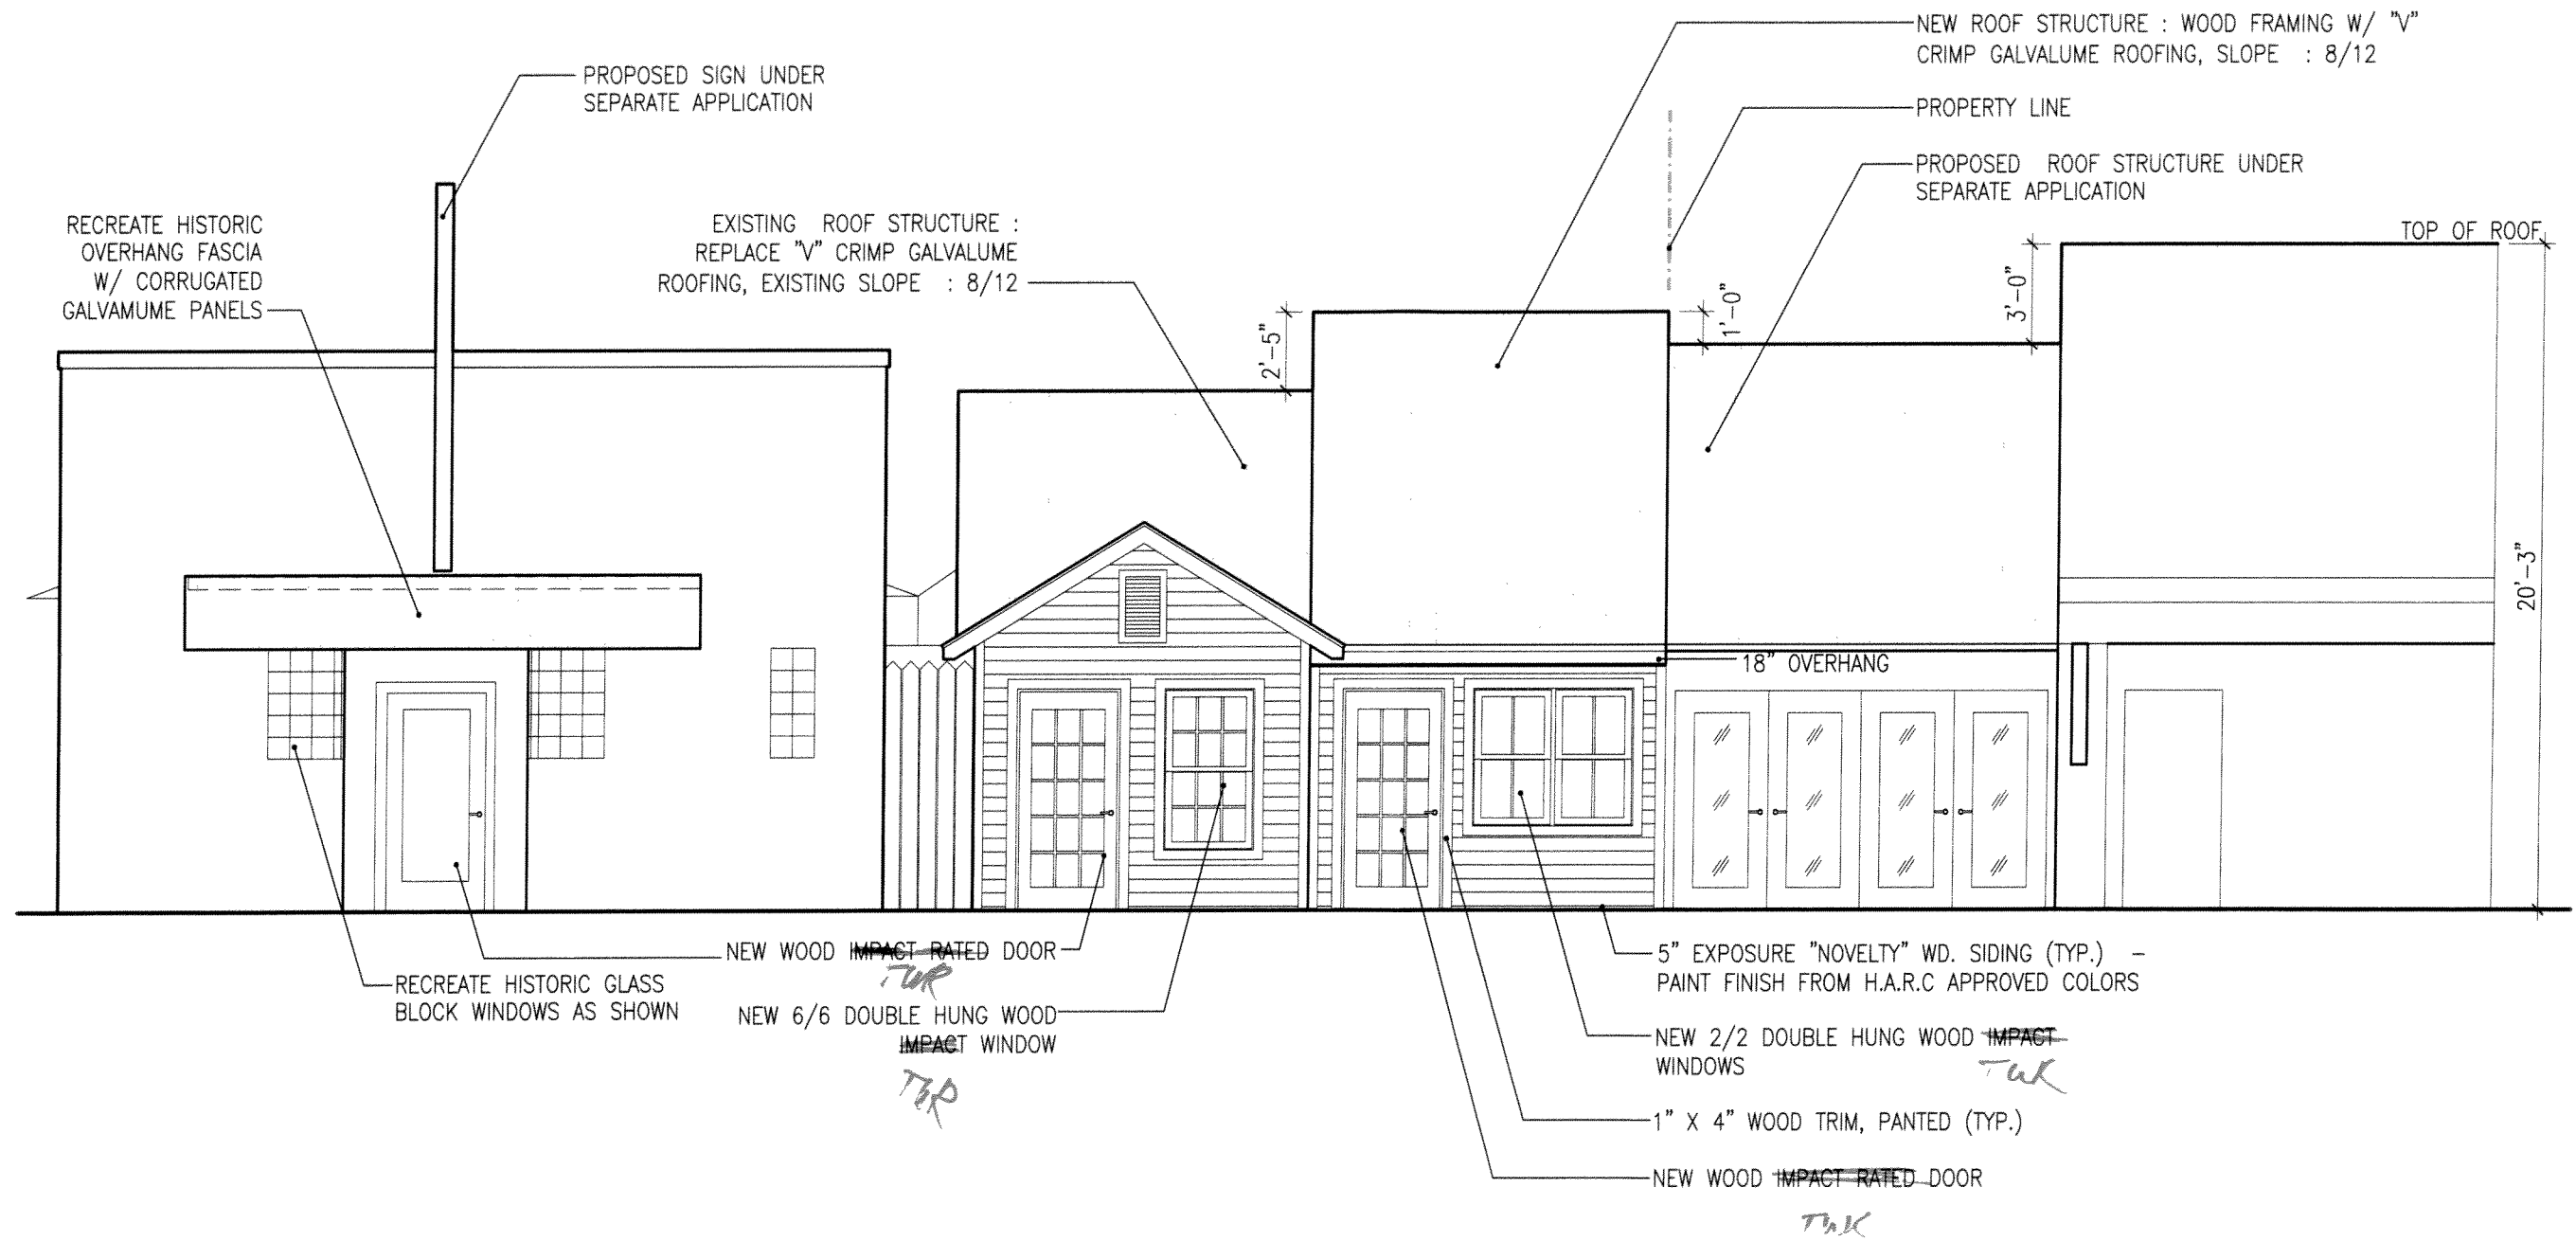 NEW ROOF STRUCTURE : WOOD FRAMING W/ "V"
CRIMP GALVALUME ROOFING, SLOPE : 8/12
PROPOSED SIGN UNDER
SEPARATE APPLICATION
PROPERTY LINE
PROPOSED ROOF STRUCTURE UNDER
SEPARATE APPLICATION
RECREATE HISTORIC
OVERHANG FASCIA
W/ CORRUGATED
GALVAMUME PANELS
EXISTING ROOF STRUCTURE :
REPLACE "V" CRIMP GALVALUME
ROOFING, EXISTING SLOPE : 8/12
TOP OF ROOF
2'-5"
1'-0"
3'-0"
20'-3"
18" OVERHANG
NEW WOOD IMPACT RATED DOOR
TWR
RECREATE HISTORIC GLASS
BLOCK WINDOWS AS SHOWN
NEW 6/6 DOUBLE HUNG WOOD
IMPACT WINDOW
TWR
5" EXPOSURE "NOVELTY" WD. SIDING (TYP.) -
PAINT FINISH FROM H.A.R.C APPROVED COLORS
NEW 2/2 DOUBLE HUNG WOOD IMPACT
WINDOWS
1" X 4" WOOD TRIM, PANTED (TYP.)
NEW WOOD IMPACT RATED DOOR